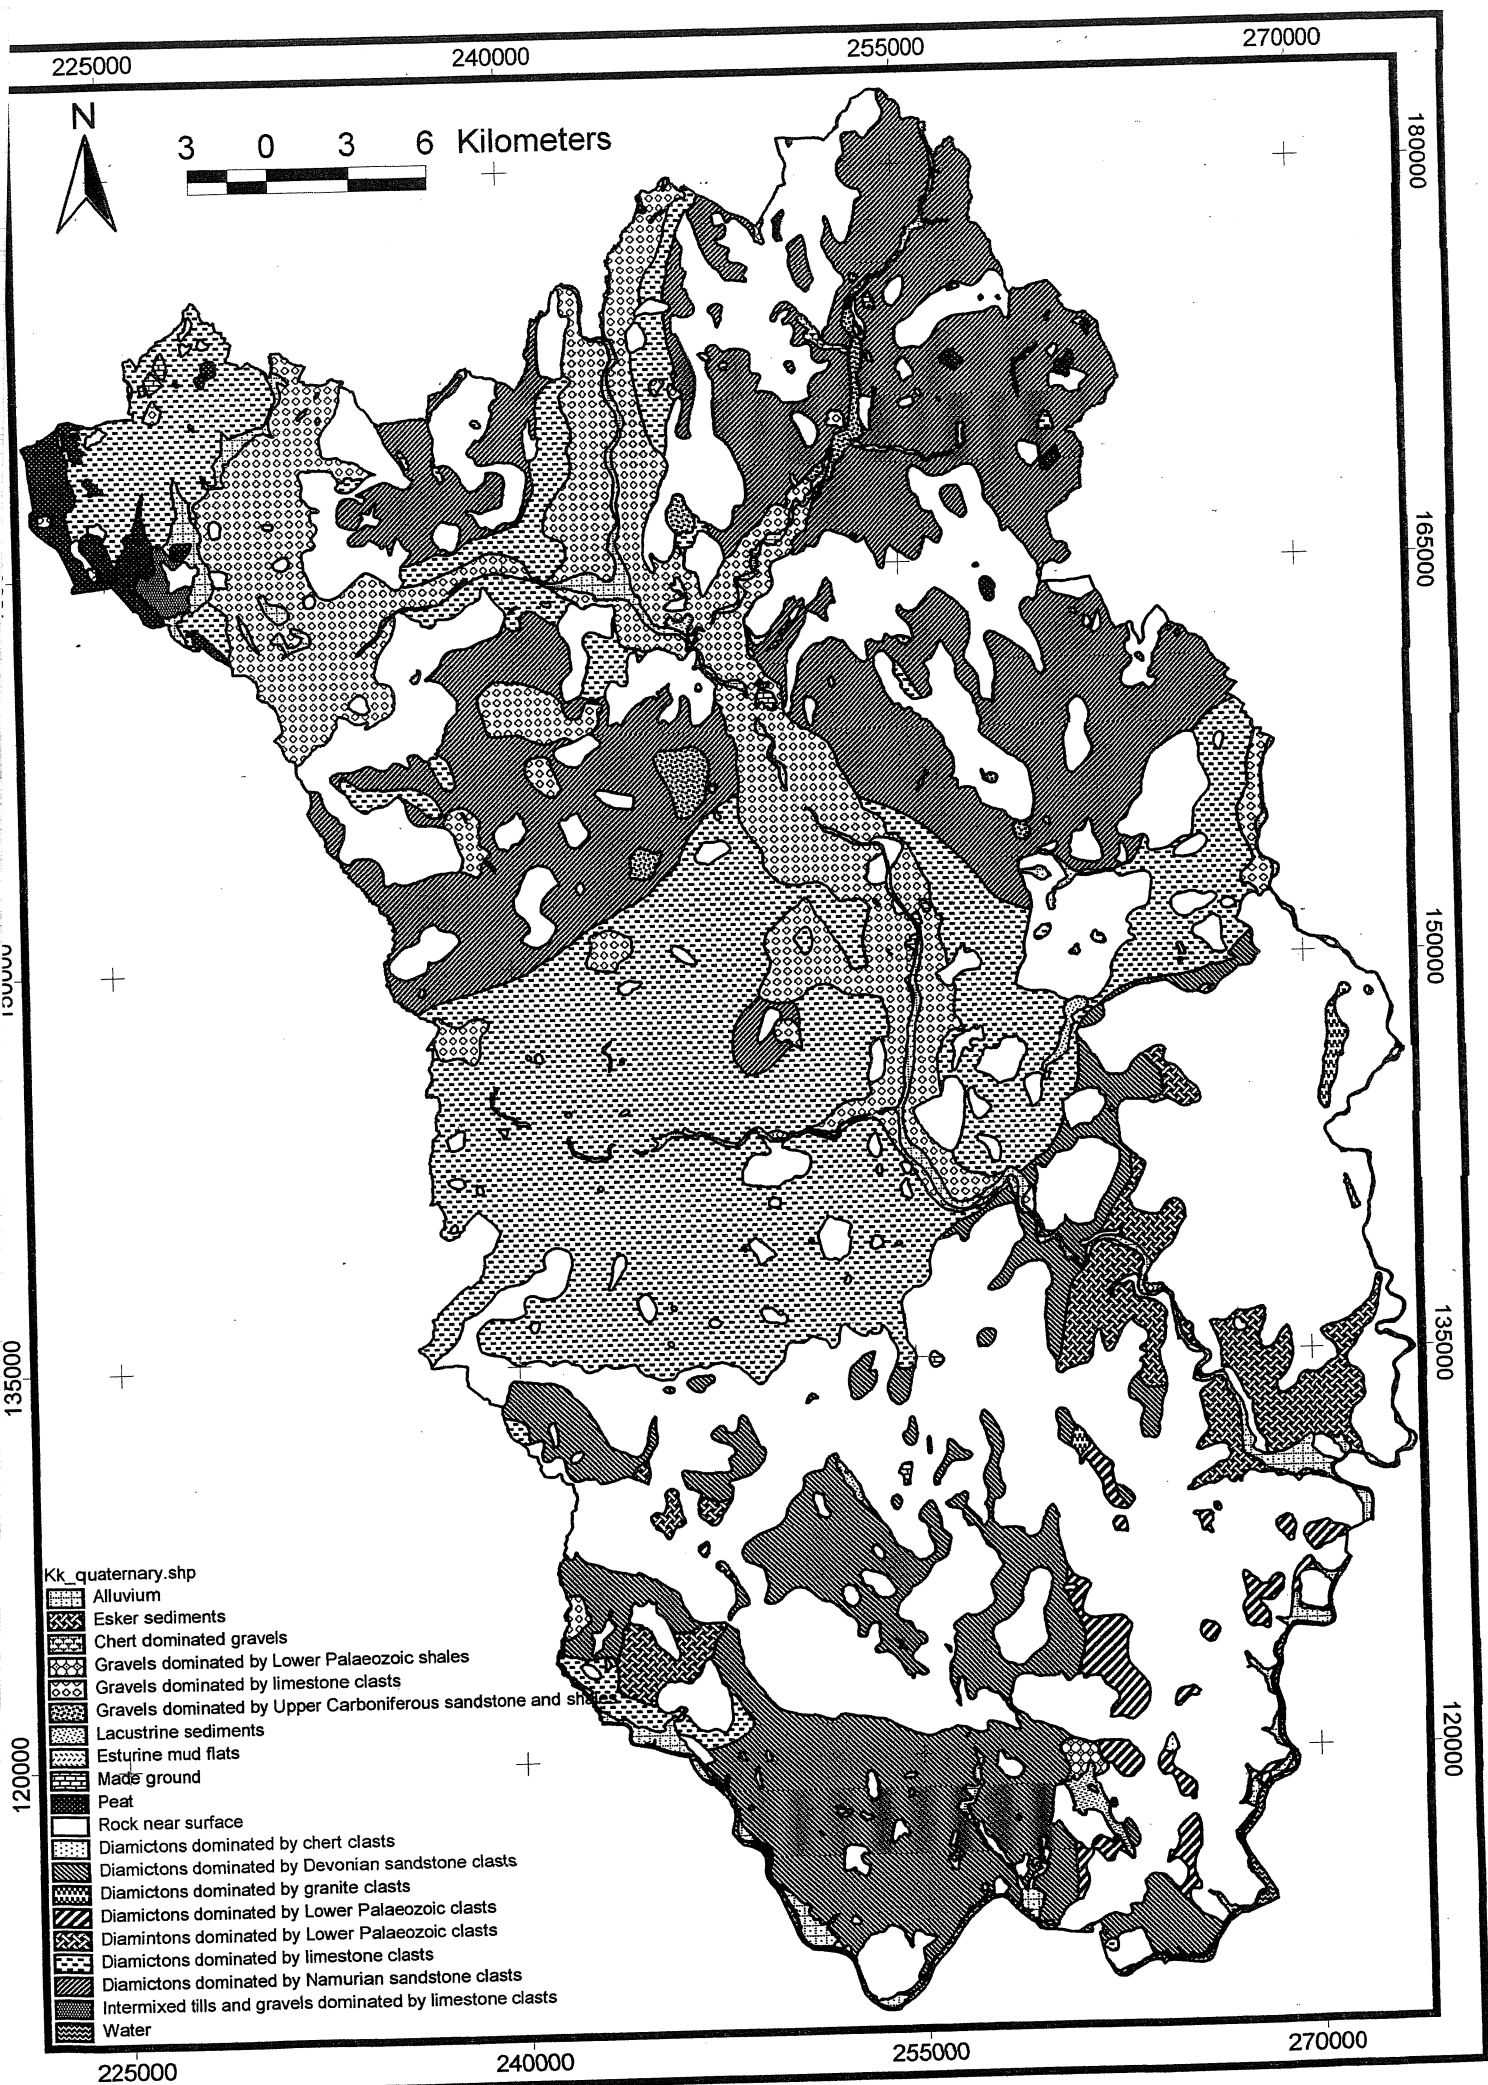 225000 240000 255000 270000
N
3 0 3 6 Kilometers
180000
165000
150000
150000
135000
135000
120000
120000
Kk_quaternary.shp
Alluvium
Esker sediments
Chert dominated gravels
Gravels dominated by Lower Palaeozoic shales
Gravels dominated by limestone clasts
Gravels dominated by Upper Carboniferous sandstone and shales
Lacustrine sediments
Esturine mud flats
Made ground
Peat
Rock near surface
Diamictons dominated by chert clasts
Diamictons dominated by Devonian sandstone clasts
Diamictons dominated by granite clasts
Diamictons dominated by Lower Palaeozoic clasts
Diamintons dominated by Lower Palaeozoic clasts
Diamictons dominated by limestone clasts
Diamictons dominated by Namurian sandstone clasts
Intermixed tills and gravels dominated by limestone clasts
Water
225000 240000 255000 270000